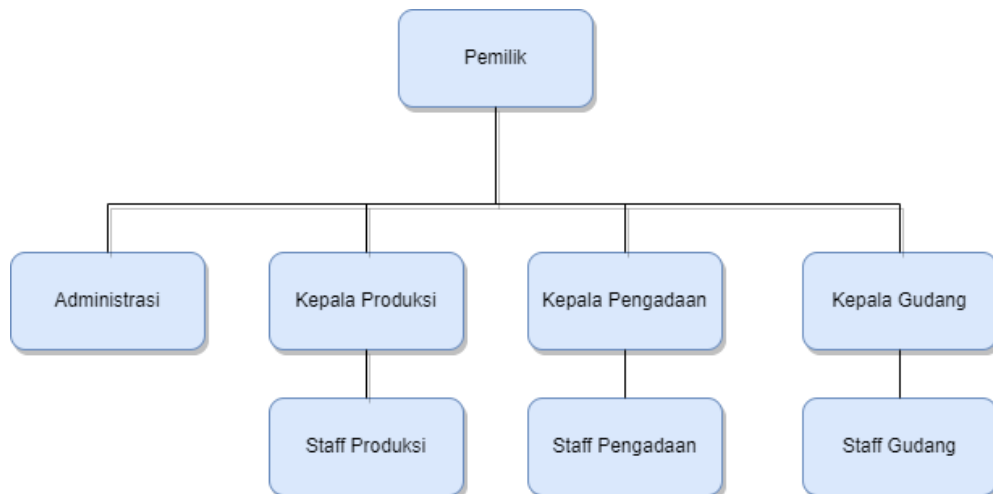 Pemilik
Administrasi
Kepala Produksi
Kepala Pengadaan
Kepala Gudang
Staff Produksi
Staff Pengadaan
Staff Gudang